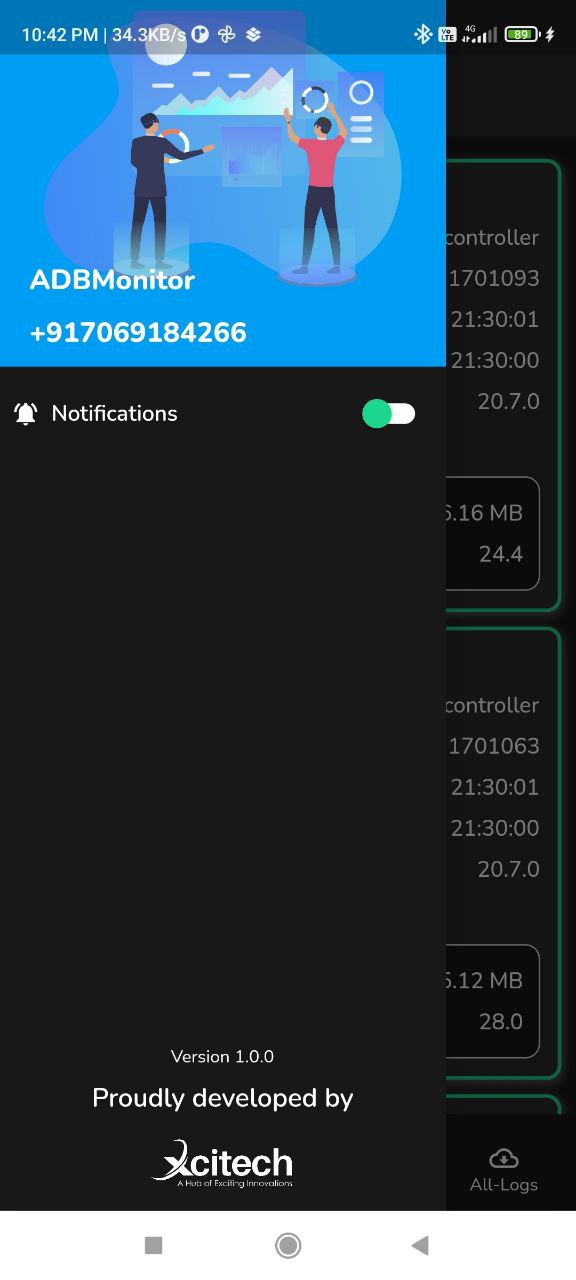 10:42 PM | 34.3KB/s
Vo LTE 4G 89
ADBMonitor
+917069184266
Notifications
controller
1701093
21:30:01
21:30:00
20.7.0
6.16 MB
24.4
controller
1701063
21:30:01
21:30:00
20.7.0
5.12 MB
28.0
Version 1.0.0
Proudly developed by
xcitech
A Hub of Exciting Innovations
All-Logs